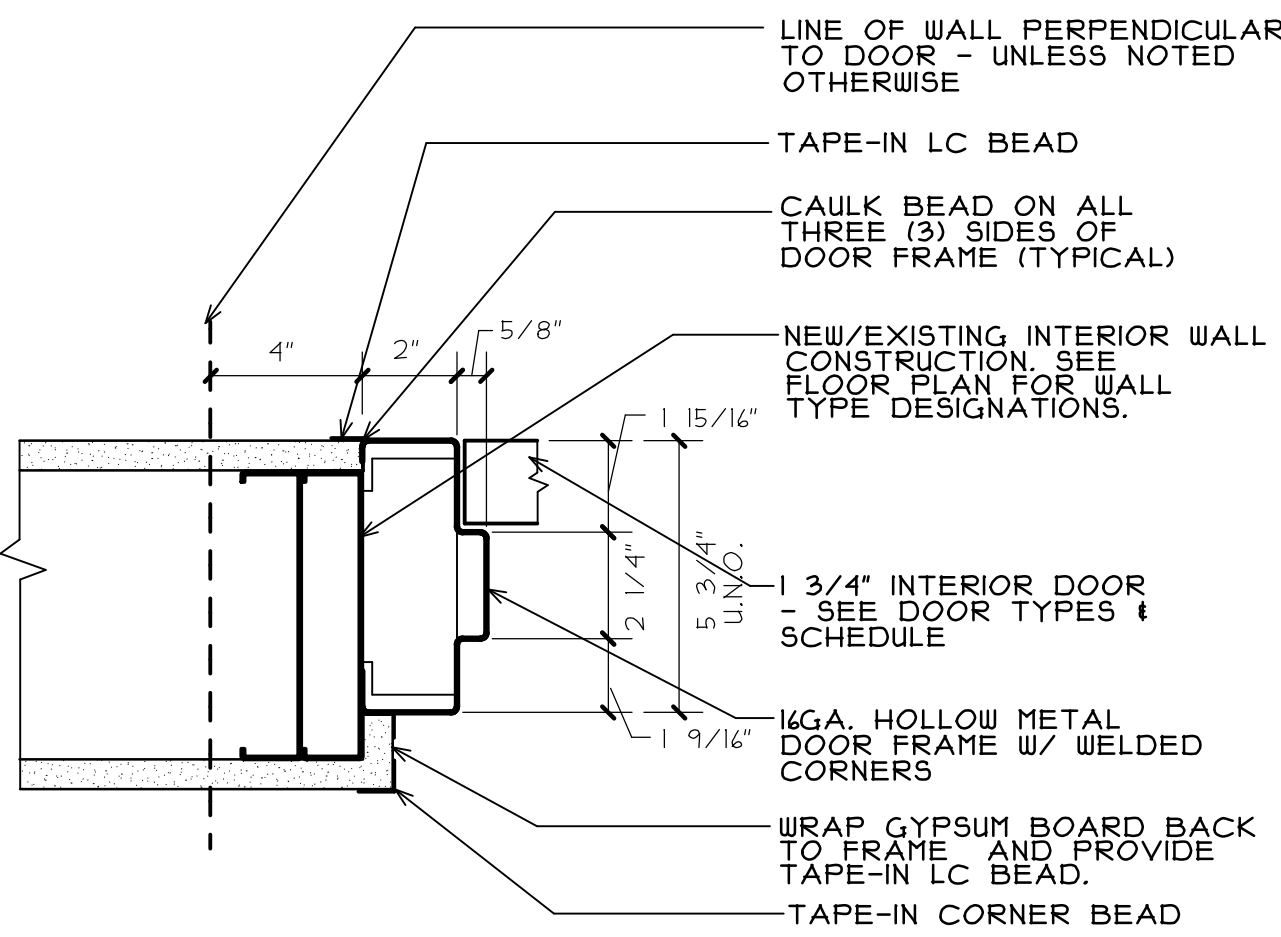 LINE OF WALL PERPENDICULAR
TO DOOR - UNLESS NOTED
OTHERWISE
TAPE-IN LC BEAD
CAULK BEAD ON ALL
THREE (3) SIDES OF
DOOR FRAME (TYPICAL)
5/8"
4"
2"
NEW/EXISTING INTERIOR WALL
CONSTRUCTION. SEE
FLOOR PLAN FOR WALL
TYPE DESIGNATIONS.
1 15/16"
2 1/4"
5 3/4"
U.N.O.
1 3/4" INTERIOR DOOR
- SEE DOOR TYPES &
SCHEDULE
1 9/16"
16GA. HOLLOW METAL
DOOR FRAME W/ WELDED
CORNERS
WRAP GYPSUM BOARD BACK
TO FRAME AND PROVIDE
TAPE-IN LC BEAD.
TAPE-IN CORNER BEAD